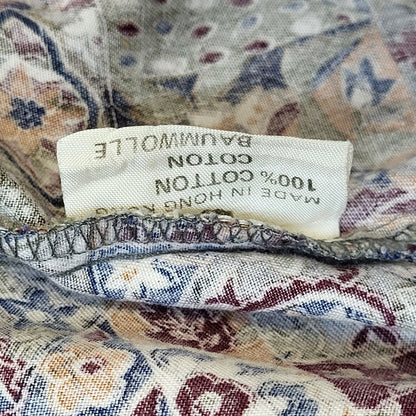 MADE IN HONG KONG
100% COTTON
COTON
BAUMWOLLE